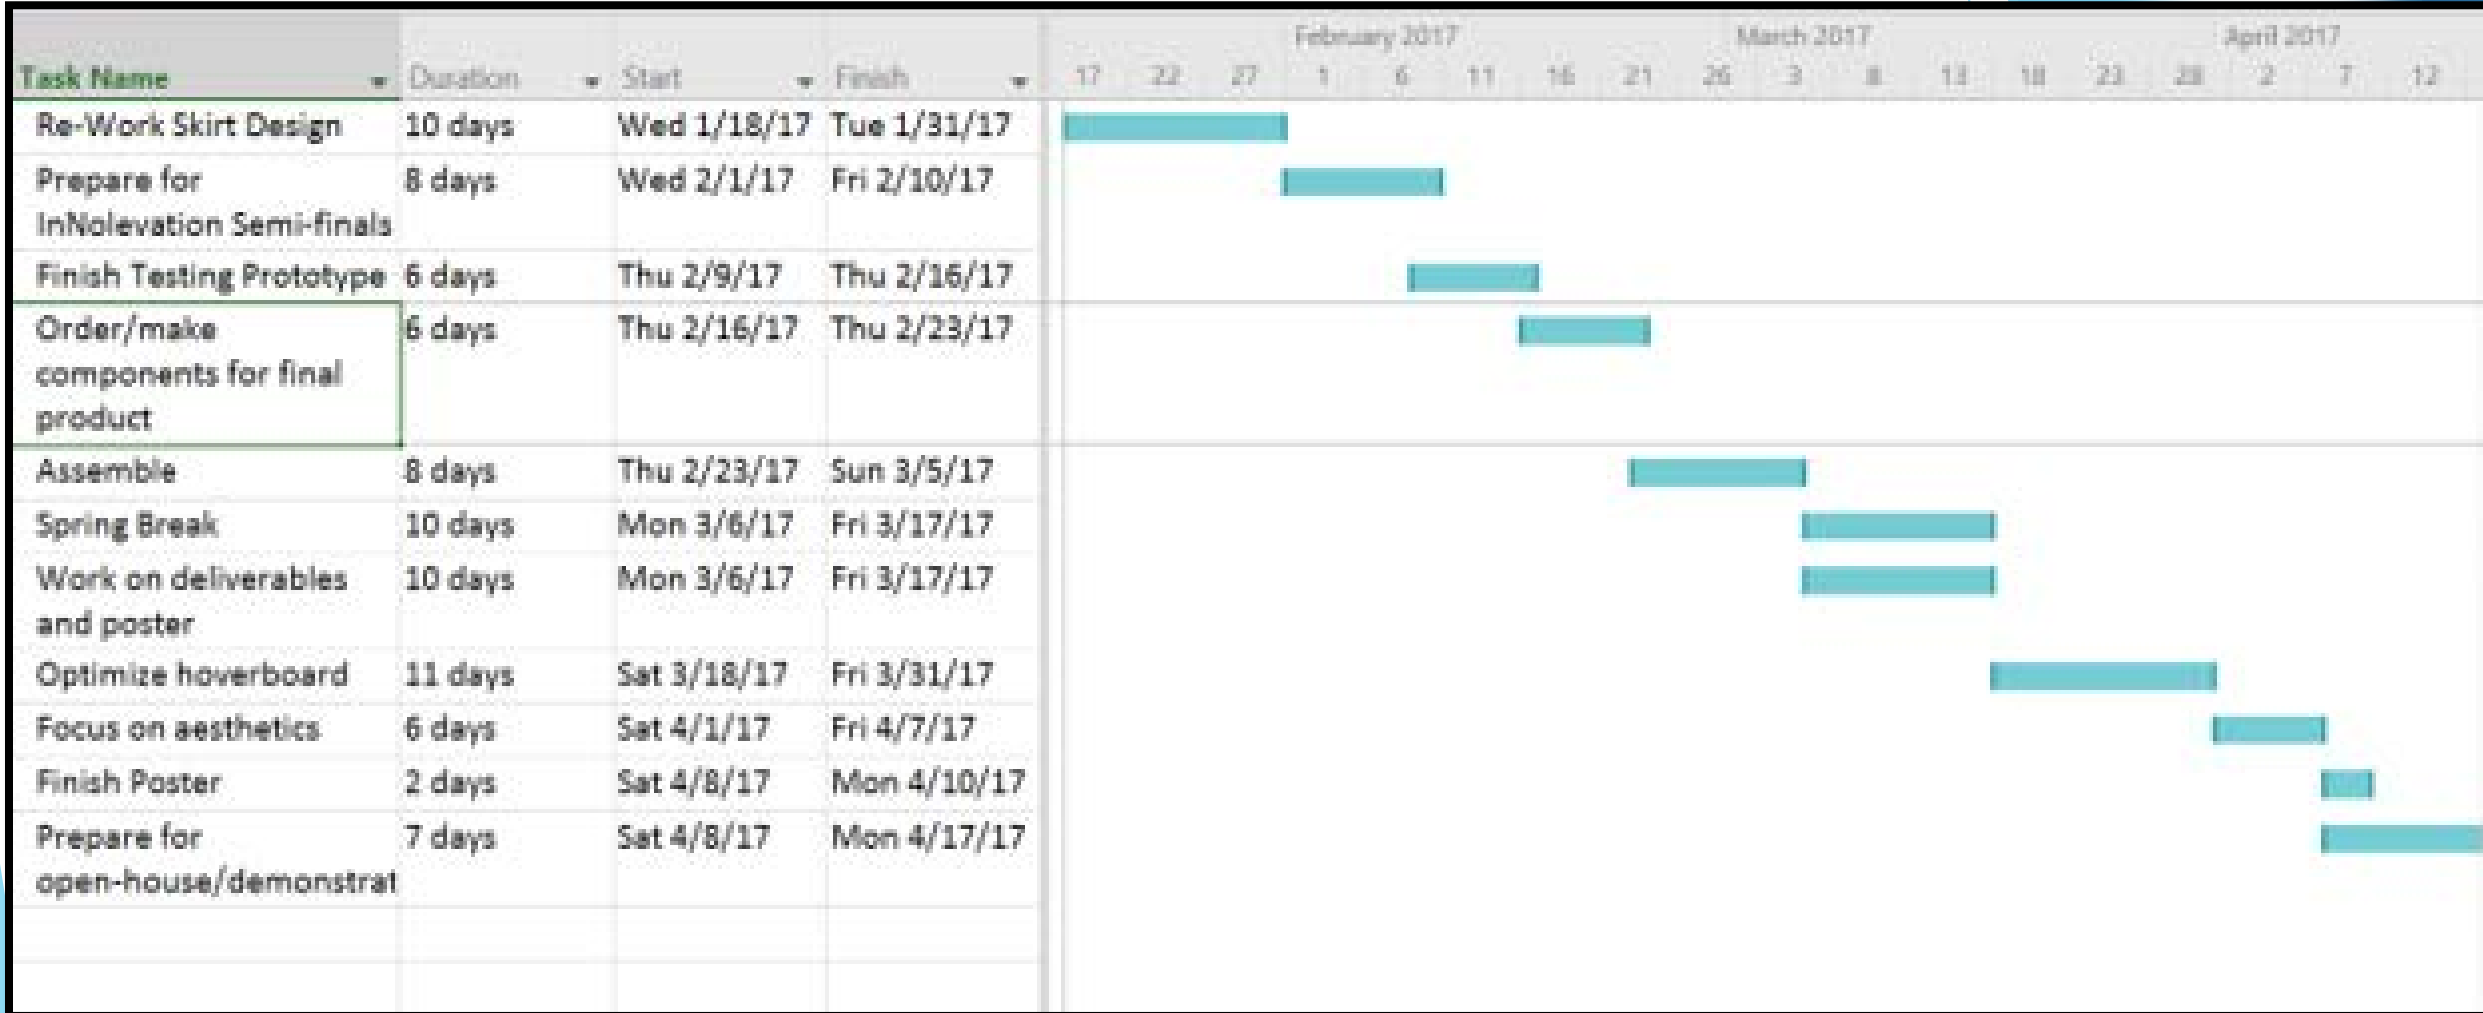 February 2017 March 2017 April 2017
Task Name Duration Start Finish 17 22 27 1 6 11 16 21 26 3 8 13 18 23 28 2 7 12
Re-Work Skirt Design 10 days Wed 1/18/17 Tue 1/31/17
Prepare for 8 days Wed 2/1/17 Fri 2/10/17
InNolevation Semi-finals
Finish Testing Prototype 6 days Thu 2/9/17 Thu 2/16/17
Order/make 6 days Thu 2/16/17 Thu 2/23/17
components for final
product
Assemble 8 days Thu 2/23/17 Sun 3/5/17
Spring Break 10 days Mon 3/6/17 Fri 3/17/17
Work on deliverables 10 days Mon 3/6/17 Fri 3/17/17
and poster
Optimize hoverboard 11 days Sat 3/18/17 Fri 3/31/17
Focus on aesthetics 6 days Sat 4/1/17 Fri 4/7/17
Finish Poster 2 days Sat 4/8/17 Mon 4/10/17
Prepare for 7 days Sat 4/8/17 Mon 4/17/17
open-house/demonstrat